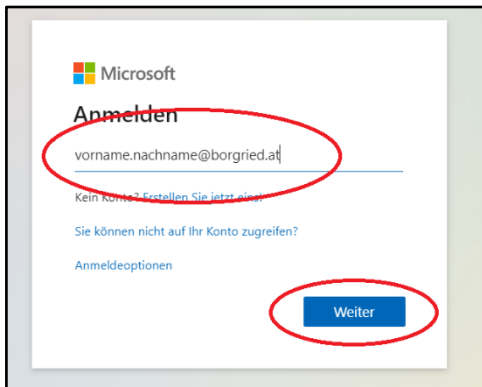 Microsoft
Anmelden
vorname.nachname@borgried.at
Kein Konto? Erstellen Sie jetzt eins!
Sie können nicht auf Ihr Konto zugreifen?
Anmeldeoptionen
Weiter